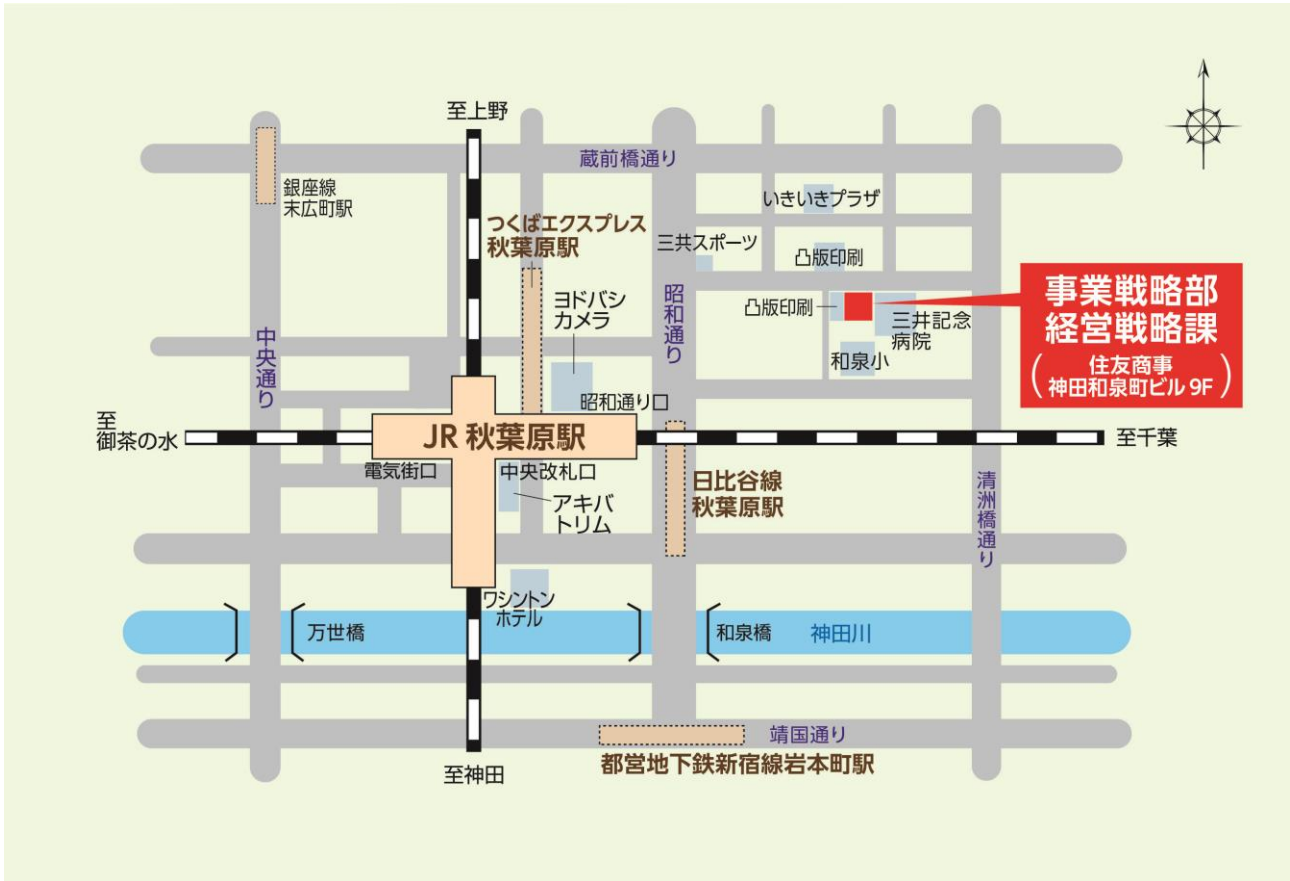 至上野
蔵前橋通り
銀座線
末広町駅
いきいきプラザ
つくばエクスプレス
秋葉原駅
三共スポーツ
凸版印刷
ヨドバシ
カメラ
昭和通り
凸版印刷
三井記念
病院
事業戦略部
経営戦略課
(住友商事
神田和泉町ビル9F)
中央通り
和泉小
昭和通り口
至
御茶の水
JR 秋葉原駅
至千葉
電気街口
中央改札口
日比谷線
秋葉原駅
清洲橋通り
アキバ
トリム
ワシントン
ホテル
万世橋
和泉橋
神田川
靖国通り
至神田
都営地下鉄新宿線岩本町駅